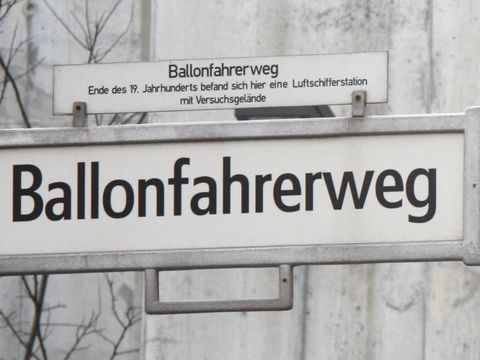 Ballonfahrerweg
Ende des 19. Jahrhunderts befand sich hier eine Luftschifferstation
mit Versuchsgelände
Ballonfahrerweg